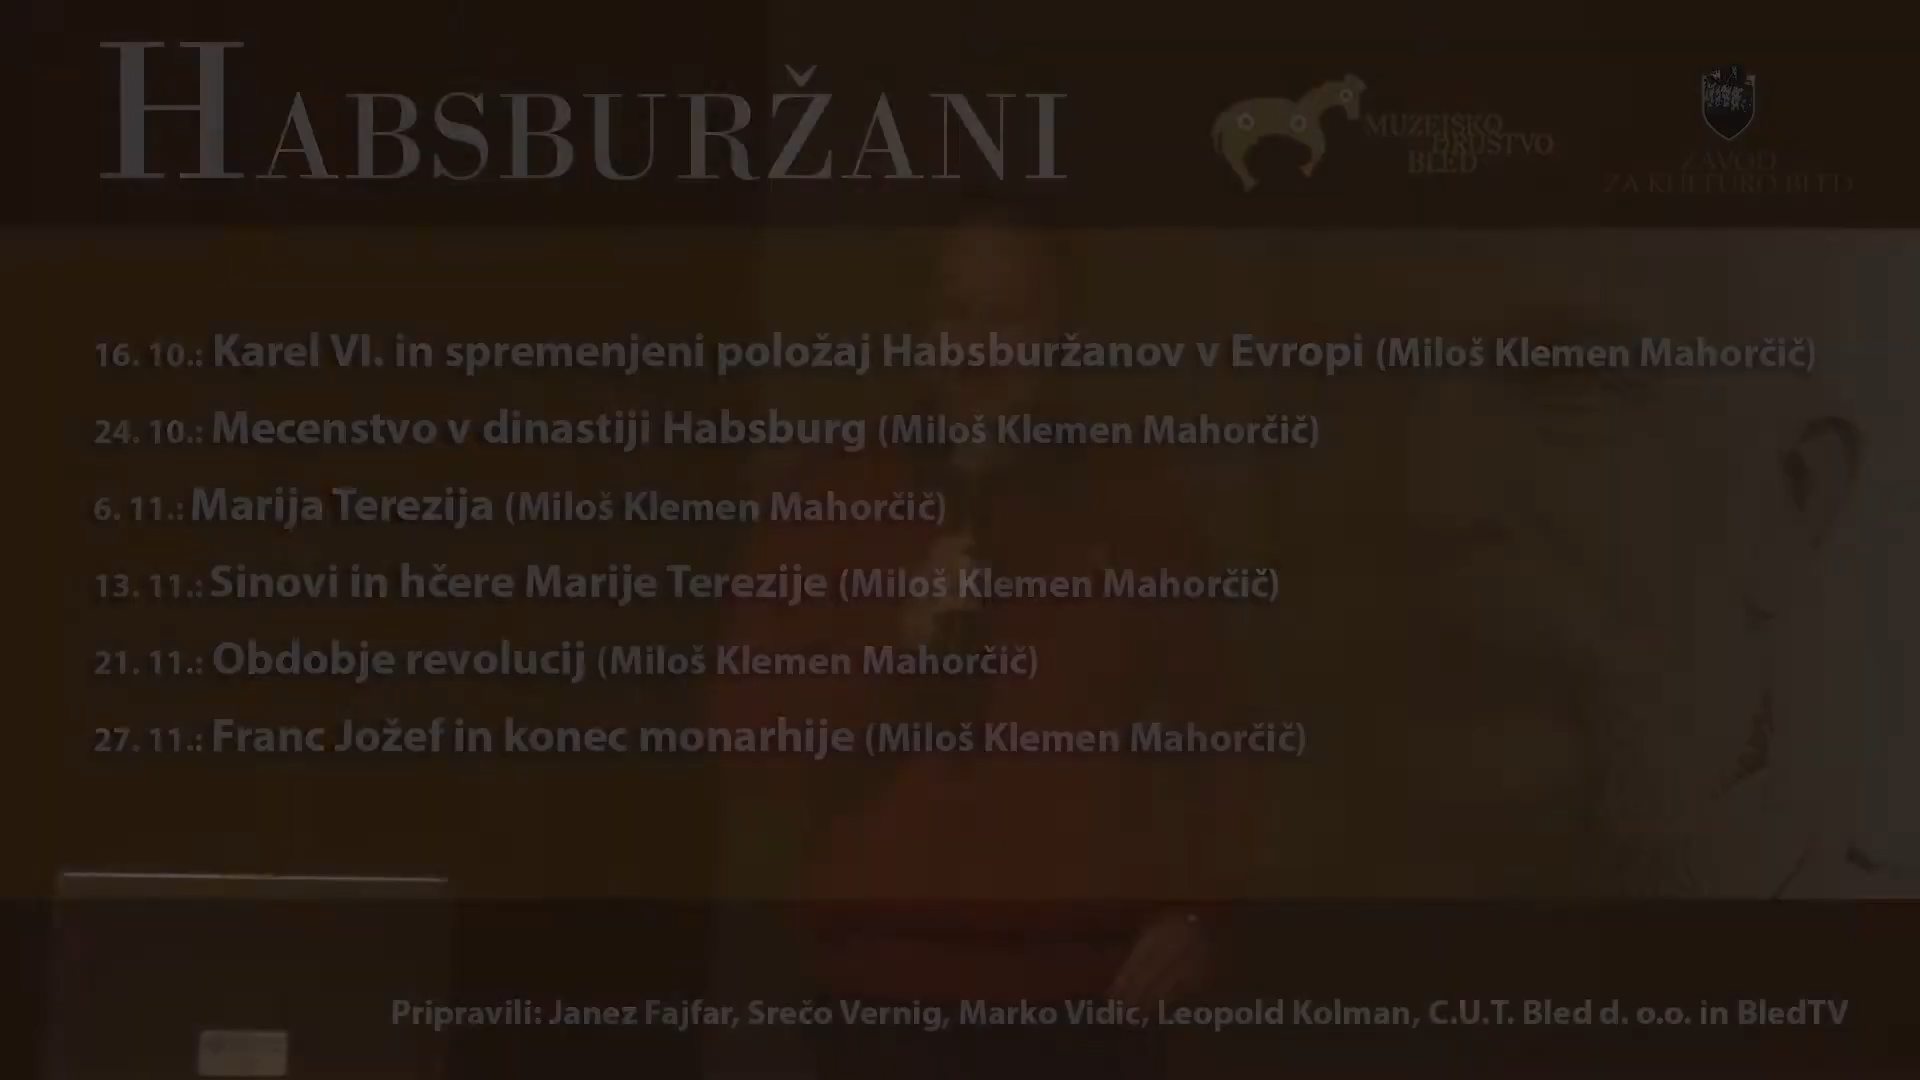 HABSBURŽANI
MUZEJSKO
DRUŠTVO
BLED
ZAVOD
ZA KULTURO BLED
16. 10.: Karel VI. in spremenjeni položaj Habsburžanov v Evropi (Miloš Klemen Mahorčič)
24. 10.: Mecenstvo v dinastiji Habsburg (Miloš Klemen Mahorčič)
6. 11.: Marija Terezija (Miloš Klemen Mahorčič)
13. 11.: Sinovi in hčere Marije Terezije (Miloš Klemen Mahorčič)
21. 11.: Obdobje revolucij (Miloš Klemen Mahorčič)
27. 11.: Franc Jožef in konec monarhije (Miloš Klemen Mahorčič)
Pripravili: Janez Fajfar, Srečo Vernig, Marko Vidic, Leopold Kolman, C.U.T. Bled d. o.o. in BledTV